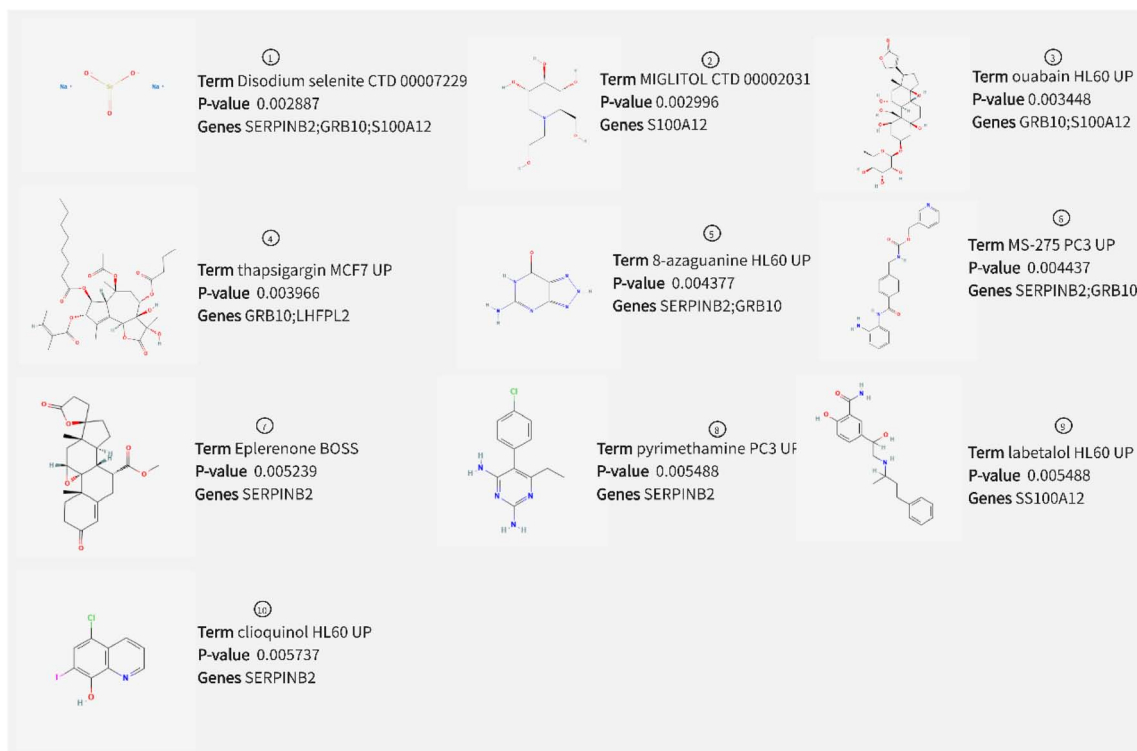 1
Term Disodium selenite CTD 00007229
P-value 0.002887
Genes SERPINB2;GRB10;S100A12
2
Term MIGLITOL CTD 00002031
P-value 0.002996
Genes S100A12
3
Term ouabain HL60 UP
P-value 0.003448
Genes GRB10;S100A12
4
Term thapsigargin MCF7 UP
P-value 0.003966
Genes GRB10;LHFPL2
5
Term 8-azaguanine HL60 UP
P-value 0.004377
Genes SERPINB2;GRB10
6
Term MS-275 PC3 UP
P-value 0.004437
Genes SERPINB2;GRB10
7
Term Eplerenone BOSS
P-value 0.005239
Genes SERPINB2
8
Term pyrimethamine PC3 UP
P-value 0.005488
Genes SERPINB2
9
Term labetalol HL60 UP
P-value 0.005488
Genes SS100A12
10
Term clioquinol HL60 UP
P-value 0.005737
Genes SERPINB2